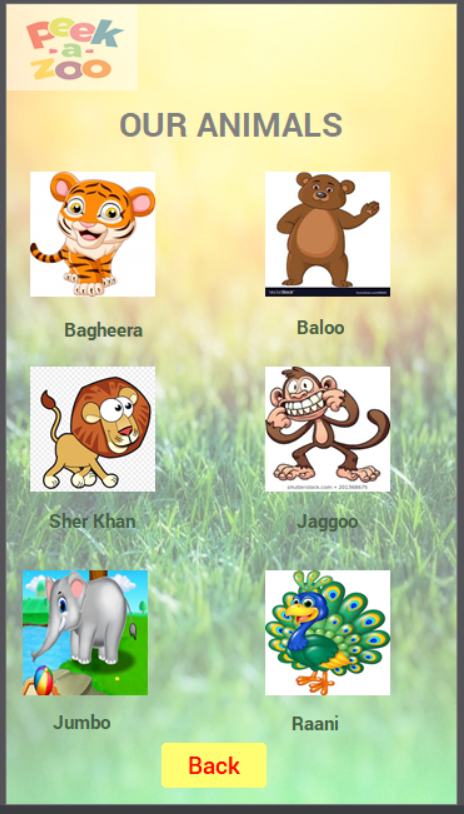 Peek
-a-
ZOO
OUR ANIMALS
Bagheera
Baloo
Sher Khan
Jaggoo
Jumbo
Raani
Back